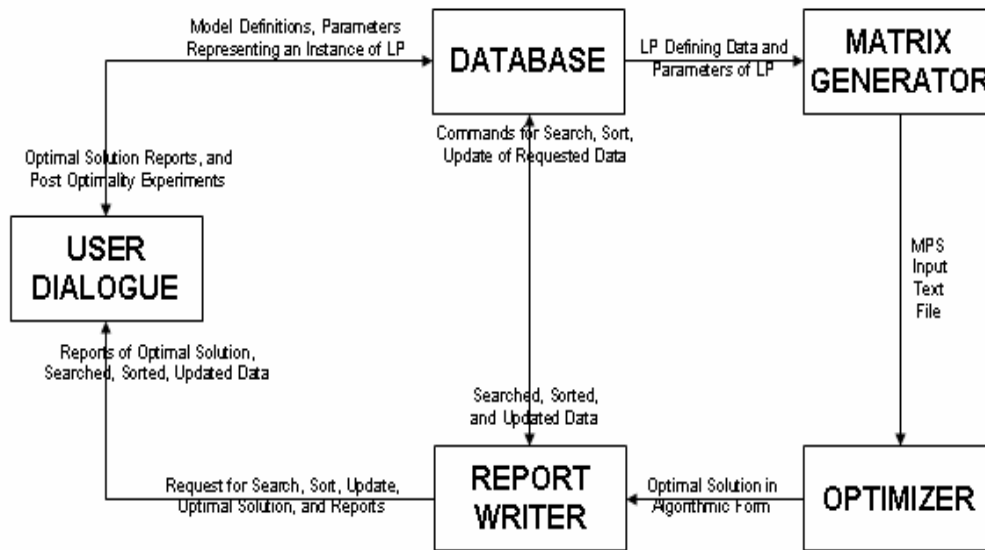 Model Definitions, Parameters
Representing an Instance of LP
DATABASE
LP Defining Data and
Parameters of LP
MATRIX
GENERATOR
Commands for Search, Sort,
Update of Requested Data
Optimal Solution Reports, and
Post Optimality Experiments
USER
DIALOGUE
MPS
Input
Text
File
Reports of Optimal Solution,
Searched, Sorted, Updated Data
Searched, Sorted,
and Updated Data
Request for Search, Sort, Update,
Optimal Solution, and Reports
REPORT
WRITER
Optimal Solution in
Algorithmic Form
OPTIMIZER